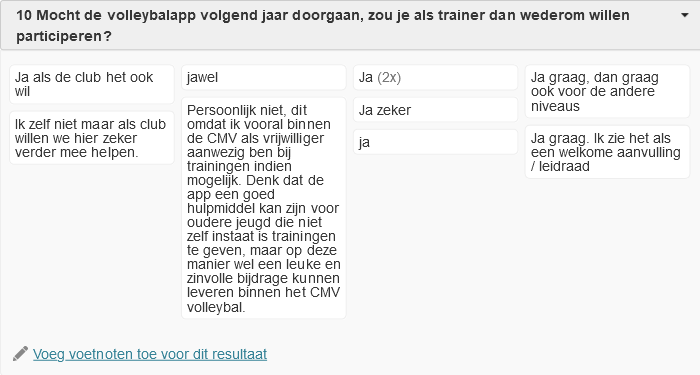 10 Mocht de volleybalapp volgend jaar doorgaan, zou je als trainer dan wederom willen
participeren?
Ja als de club het ook
wil
Ik zelf niet maar als club
willen we hier zeker
verder mee helpen.
jawel
Persoonlijk niet, dit
omdat ik vooral binnen
de CMV als vrijwilliger
aanwezig ben bij
trainingen indien
mogelijk. Denk dat de
app een goed
hulpmiddel kan zijn voor
oudere jeugd die niet
zelf instaat is trainingen
te geven, maar op deze
manier wel een leuke en
zinvolle bijdrage kunnen
leveren binnen het CMV
volleybal.
Ja (2x)
Ja zeker
ja
Ja graag, dan graag
ook voor de andere
niveaus
Ja graag. Ik zie het als
een welkome aanvulling
/ leidraad
Voeg voetnoten toe voor dit resultaat